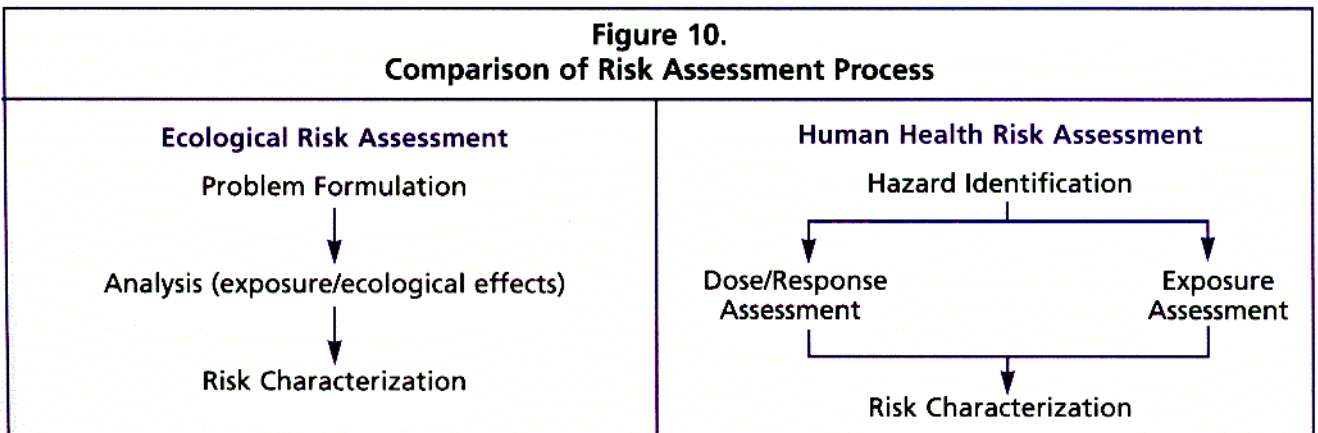 Figure 10.
Comparison of Risk Assessment Process
Ecological Risk Assessment
Problem Formulation
Analysis (exposure/ecological effects)
Risk Characterization
Human Health Risk Assessment
Hazard Identification
Dose/Response
Assessment
Exposure
Assessment
Risk Characterization